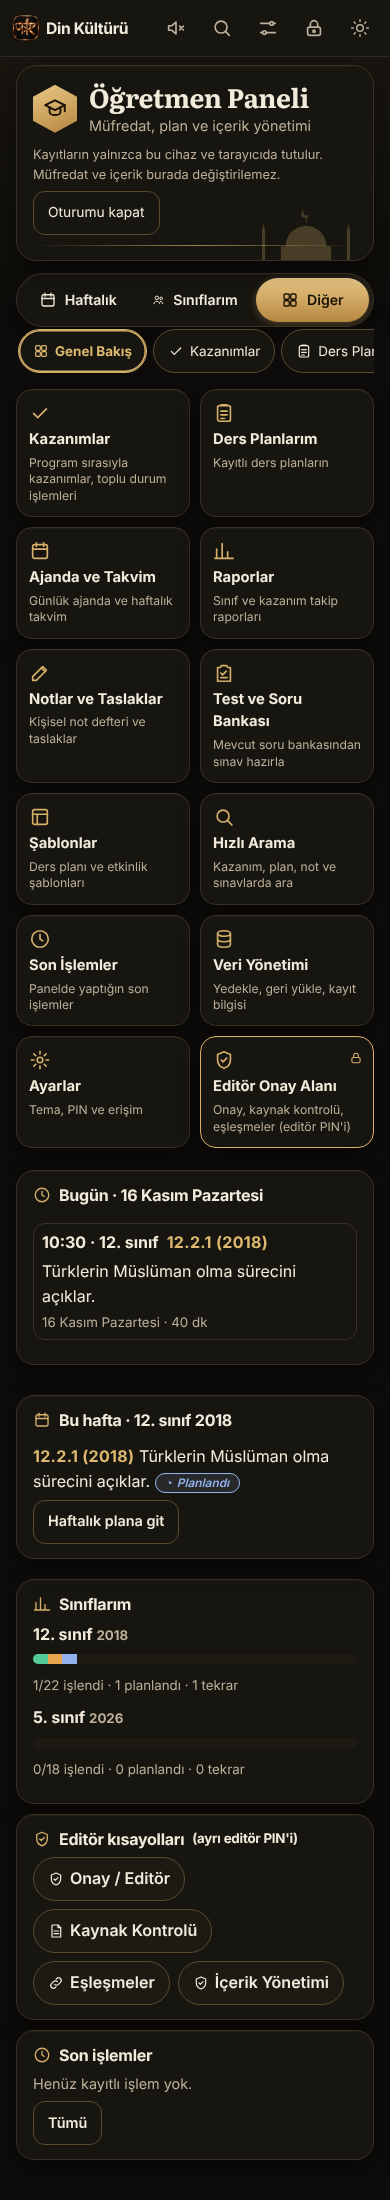 Din Kültürü
Öğretmen Paneli
Müfredat, plan ve içerik yönetimi
Kayıtların yalnızca bu cihaz ve tarayıcıda tutulur.
Müfredat ve içerik burada değiştirilemez.
Oturumu kapat
Haftalık
Sınıflarım
Diğer
Genel Bakış
Kazanımlar
Ders Plan
Kazanımlar
Program sırasıyla
kazanımlar, toplu durum
işlemleri
Ders Planlarım
Kayıtlı ders planların
Ajanda ve Takvim
Günlük ajanda ve haftalık
takvim
Raporlar
Sınıf ve kazanım takip
raporları
Notlar ve Taslaklar
Kişisel not defteri ve
taslaklar
Test ve Soru
Bankası
Mevcut soru bankasından
sınav hazırla
Şablonlar
Ders planı ve etkinlik
şablonları
Hızlı Arama
Kazanım, plan, not ve
sınavlarda ara
Son İşlemler
Panelde yaptığın son
işlemler
Veri Yönetimi
Yedekle, geri yükle, kayıt
bilgisi
Ayarlar
Tema, PIN ve erişim
Editör Onay Alanı
Onay, kaynak kontrolü,
eşleşmeler (editör PIN'i)
Bugün · 16 Kasım Pazartesi
10:30 · 12. sınıf 12.2.1 (2018)
Türklerin Müslüman olma sürecini
açıklar.
16 Kasım Pazartesi · 40 dk
Bu hafta · 12. sınıf 2018
12.2.1 (2018) Türklerin Müslüman olma
sürecini açıklar. Planlandı
Haftalık plana git
Sınıflarım
12. sınıf 2018
1/22 işlendi · 1 planlandı · 1 tekrar
5. sınıf 2026
0/18 işlendi · 0 planlandı · 0 tekrar
Editör kısayolları (ayrı editör PIN'i)
Onay / Editör
Kaynak Kontrolü
Eşleşmeler
İçerik Yönetimi
Son işlemler
Henüz kayıtlı işlem yok.
Tümü